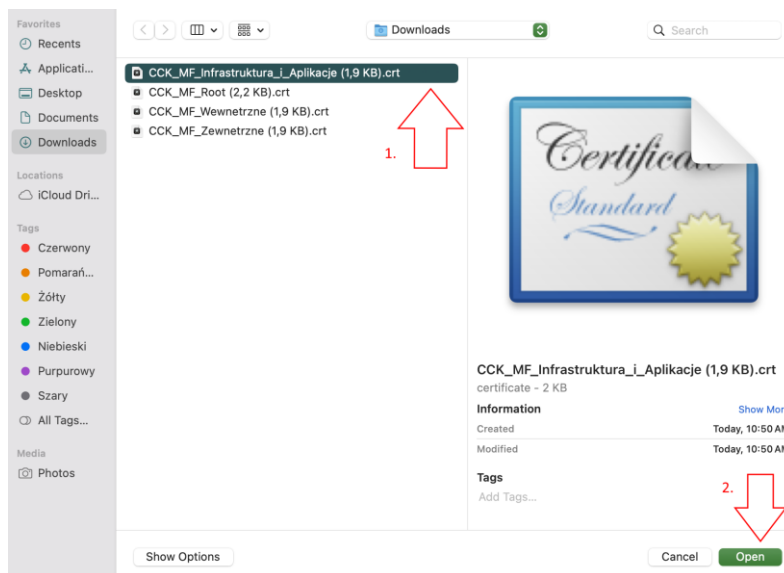 Favorites
Recents
Applicati...
Desktop
Documents
Downloads
Locations
iCloud Dri...
Tags
Czerwony
Pomarań...
Żółty
Zielony
Niebieski
Purpurowy
Szary
All Tags...
Media
Photos
Downloads
Search
CCK_MF_Infrastruktura_i_Aplikacje (1,9 KB).crt
CCK_MF_Root (2,2 KB).crt
CCK_MF_Wewnetrzne (1,9 KB).crt
CCK_MF_Zewnetrzne (1,9 KB).crt
1.
Certifica
Standard
CCK_MF_Infrastruktura_i_Aplikacje (1,9 KB).crt
certificate - 2 KB
Information
Show Mor
Created
Today, 10:50 AM
Modified
Today, 10:50 AM
Tags
Add Tags...
2.
Show Options
Cancel
Open